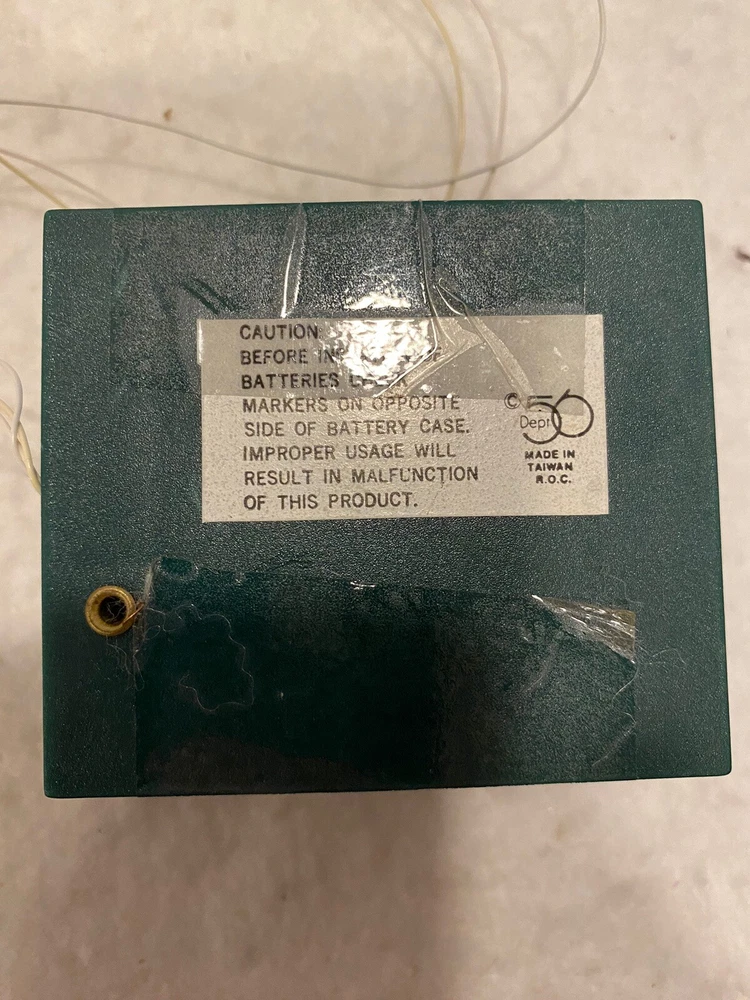 CAUTION:
BEFORE
BATTERIES
MARKERS ON OPPOSITE
SIDE OF BATTERY CASE.
IMPROPER USAGE WILL
RESULT IN MALFUNCTION
OF THIS PRODUCT.
© Dept 56
MADE IN
TAIWAN
R.O.C.